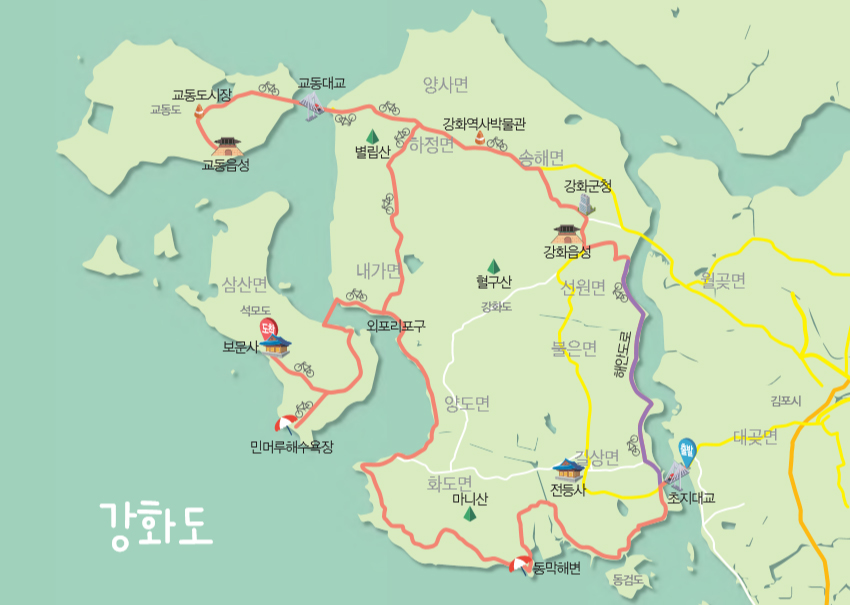 교동도시장
교동도
교동대교
양사면
별립산
하정면
강화역사박물관
송해면
교동읍성
강화군청
강화읍성
삼산면
석모도
내가면
혈구산
강화도
선원면
월곶면
도착
보문사
외포리포구
불은면
해안도로
양도면
김포시
대곶면
민머루해수욕장
출발
길상면
화도면
마니산
전등사
초지대교
강화도
동막해변
동검도